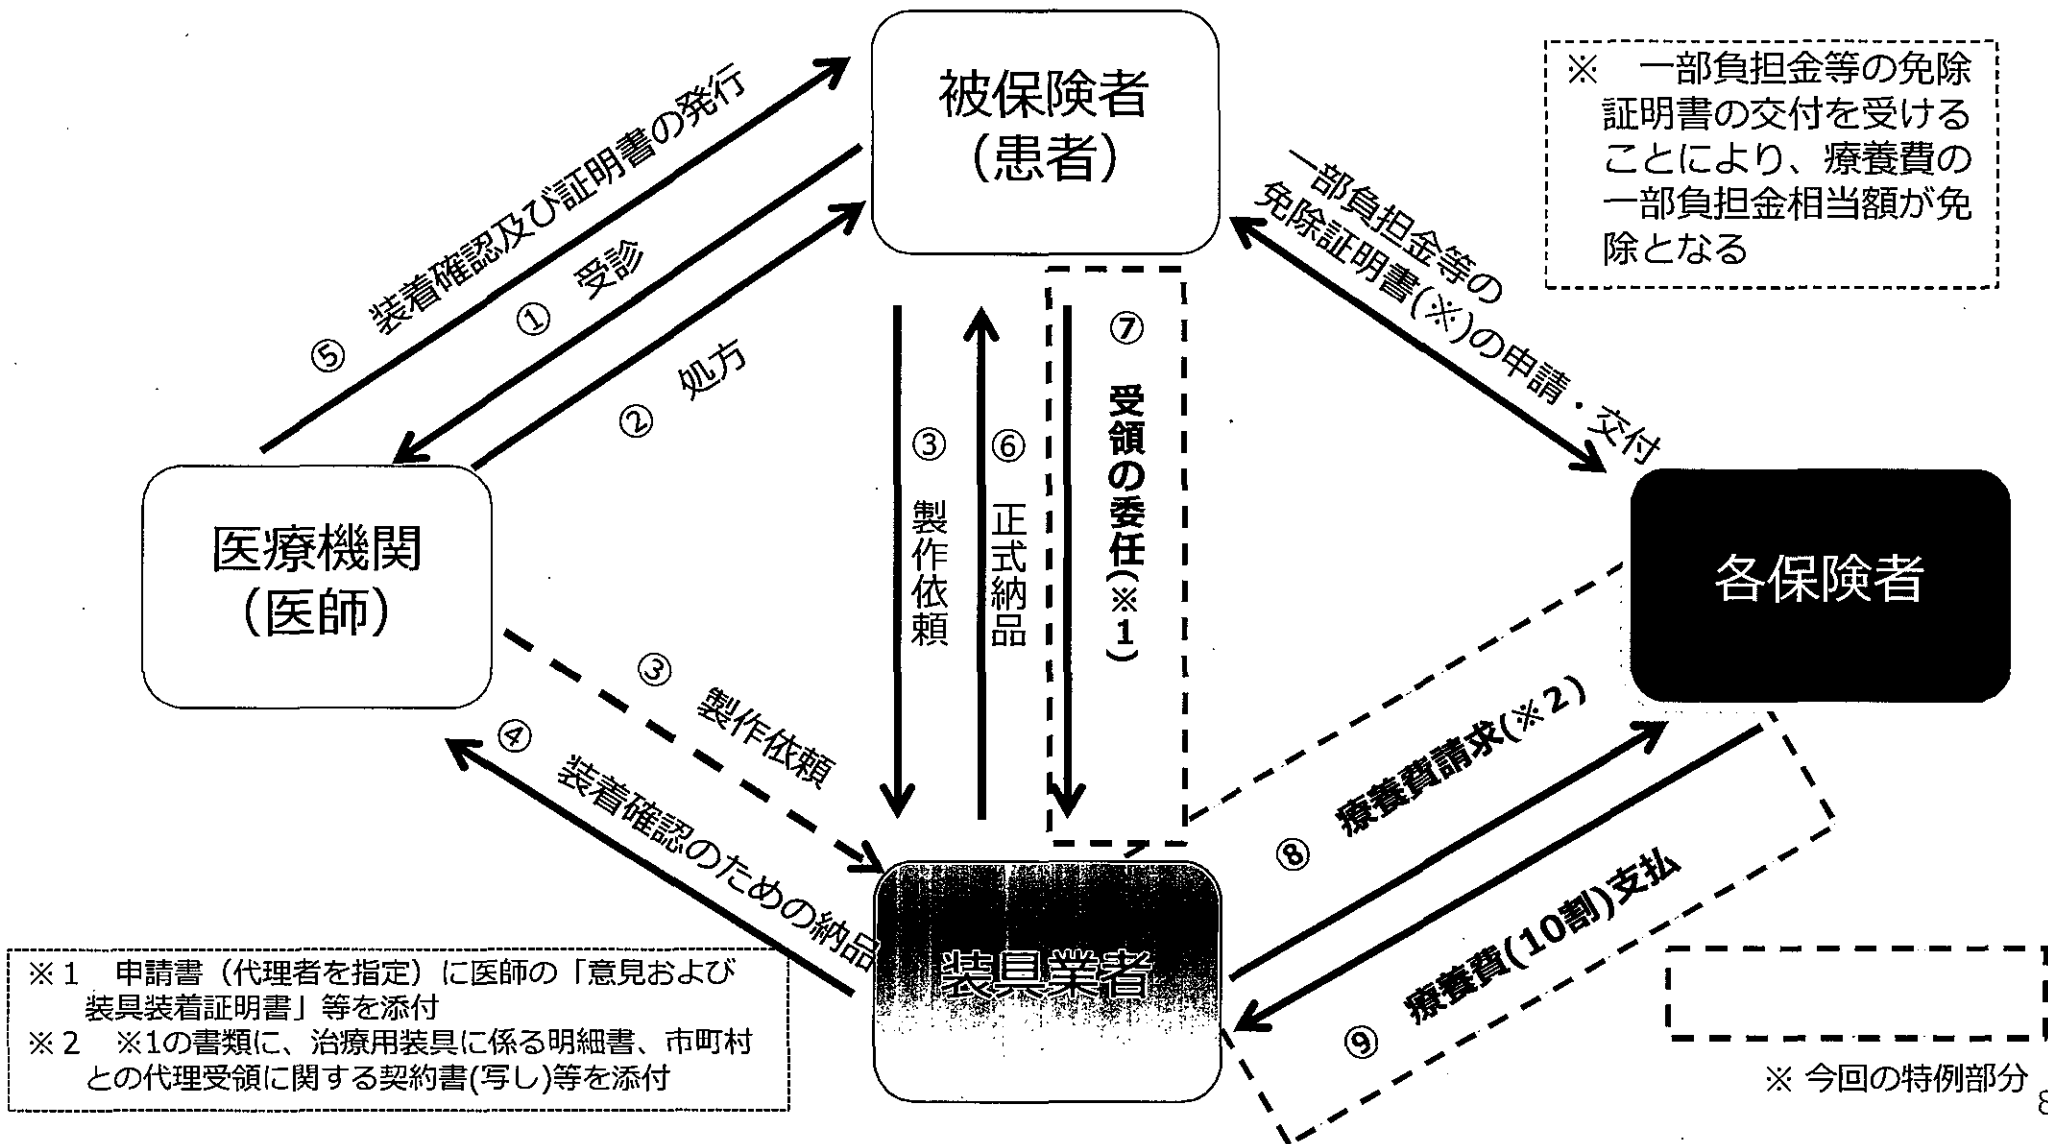 被保険者
（患者）
※　一部負担金等の免除
証明書の交付を受ける
ことにより、療養費の
一部負担金相当額が免
除となる
⑤　装着確認及び証明書の発行
①　受診
②　処方
一部負担金等の
免除証明書(※)の申請・交付
③　製作依頼
⑥　正式納品
⑦　受領の委任(※1)
医療機関
（医師）
各保険者
③　製作依頼
④　装着確認のための納品
⑧　療養費請求(※2)
⑨　療養費(10割)支払
装具業者
※１　申請書（代理者を指定）に医師の「意見および
装具装着証明書」等を添付
※２　※1の書類に、治療用装具に係る明細書、市町村
との代理受領に関する契約書(写し)等を添付
※ 今回の特例部分
8